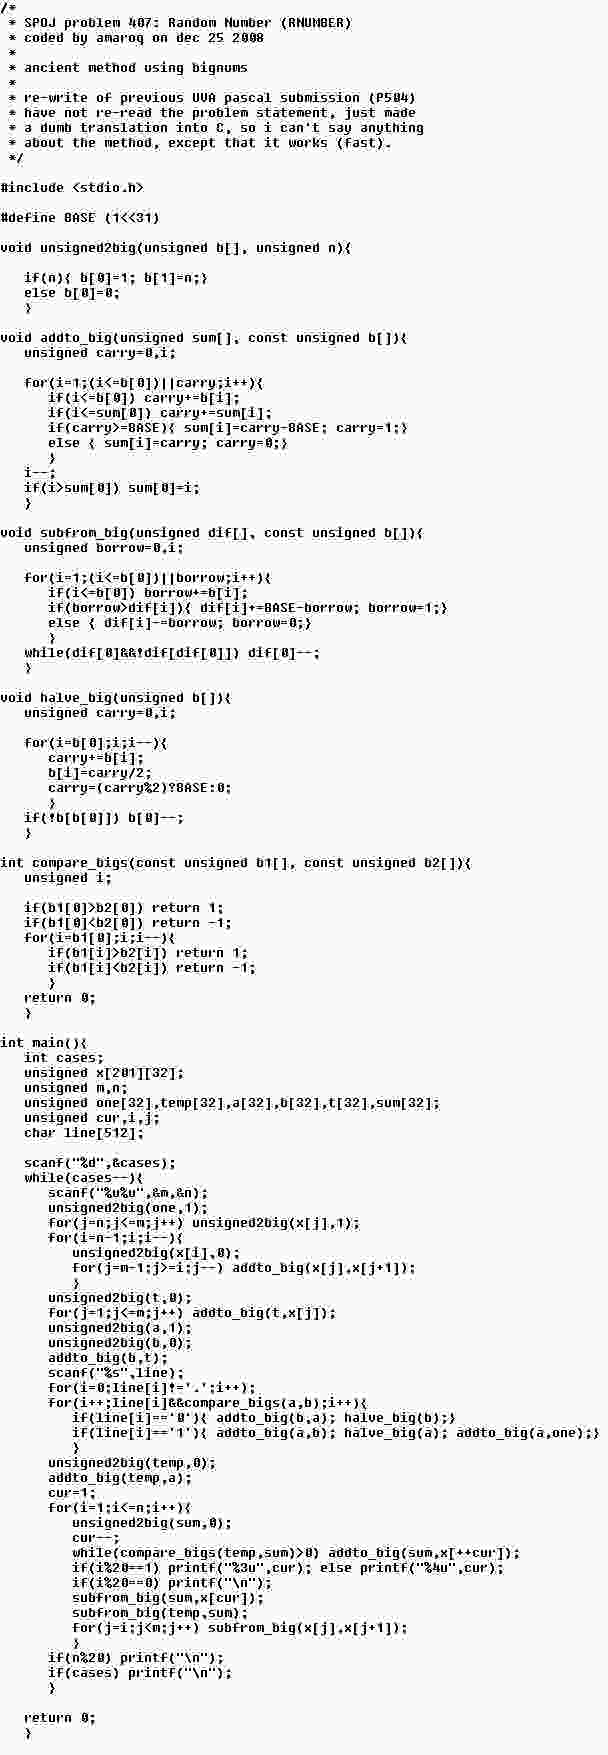 /*
 * SPOJ problem 407: Random Number (RNUMBER)
 * coded by amaroq on dec 25 2008
 *
 * ancient method using bignums
 *
 * re-write of previous UVA pascal submission (P504)
 * have not re-read the problem statement, just made
 * a dumb translation into C, so i can't say anything
 * about the method, except that it works (fast).
 */

#include <stdio.h>

#define BASE (1<<31)

void unsigned2big(unsigned b[], unsigned n){

   if(n){ b[0]=1; b[1]=n;}
   else b[0]=0;
   }

void addto_big(unsigned sum[], const unsigned b[]){
   unsigned carry=0,i;

   for(i=1;(i<=b[0])||carry;i++){
      if(i<=b[0]) carry+=b[i];
      if(i<=sum[0]) carry+=sum[i];
      if(carry>=BASE){ sum[i]=carry-BASE; carry=1;}
      else { sum[i]=carry; carry=0;}
      }
   i--;
   if(i>sum[0]) sum[0]=i;
   }

void subfrom_big(unsigned dif[], const unsigned b[]){
   unsigned borrow=0,i;

   for(i=1;(i<=b[0])||borrow;i++){
      if(i<=b[0]) borrow+=b[i];
      if(borrow>dif[i]){ dif[i]+=BASE-borrow; borrow=1;}
      else { dif[i]-=borrow; borrow=0;}
      }
   while(dif[0]&&!dif[dif[0]]) dif[0]--;
   }

void halve_big(unsigned b[]){
   unsigned carry=0,i;

   for(i=b[0];i;i--){
      carry+=b[i];
      b[i]=carry/2;
      carry=(carry%2)?BASE:0;
      }
   if(!b[b[0]]) b[0]--;
   }

int compare_bigs(const unsigned b1[], const unsigned b2[]){
   unsigned i;

   if(b1[0]>b2[0]) return 1;
   if(b1[0]<b2[0]) return -1;
   for(i=b1[0];i;i--){
      if(b1[i]>b2[i]) return 1;
      if(b1[i]<b2[i]) return -1;
      }
   return 0;
   }

int main(){
   int cases;
   unsigned x[201][32];
   unsigned m,n;
   unsigned one[32],temp[32],a[32],b[32],t[32],sum[32];
   unsigned cur,i,j;
   char line[512];

   scanf("%d",&cases);
   while(cases--){
      scanf("%u%u",&m,&n);
      unsigned2big(one,1);
      for(j=n;j<=m;j++) unsigned2big(x[j],1);
      for(i=n-1;i;i--){
         unsigned2big(x[i],0);
         for(j=m-1;j>=i;j--) addto_big(x[j],x[j+1]);
         }
      unsigned2big(t,0);
      for(j=1;j<=m;j++) addto_big(t,x[j]);
      unsigned2big(a,1);
      unsigned2big(b,0);
      addto_big(b,t);
      scanf("%s",line);
      for(i=0;line[i]!='.';i++);
      for(i++;line[i]&&compare_bigs(a,b);i++){
         if(line[i]=='0'){ addto_big(b,a); halve_big(b);}
         if(line[i]=='1'){ addto_big(a,b); halve_big(a); addto_big(a,one);}
         }
      unsigned2big(temp,0);
      addto_big(temp,a);
      cur=1;
      for(i=1;i<=n;i++){
         unsigned2big(sum,0);
         cur--;
         while(compare_bigs(temp,sum)>0) addto_big(sum,x[++cur]);
         if(i%20==1) printf("%3u",cur); else printf("%4u",cur);
         if(i%20==0) printf("\n");
         subfrom_big(sum,x[cur]);
         subfrom_big(temp,sum);
         for(j=i;j<m;j++) subfrom_big(x[j],x[j+1]);
         }
      if(n%20) printf("\n");
      if(cases) printf("\n");
      }

   return 0;
   }